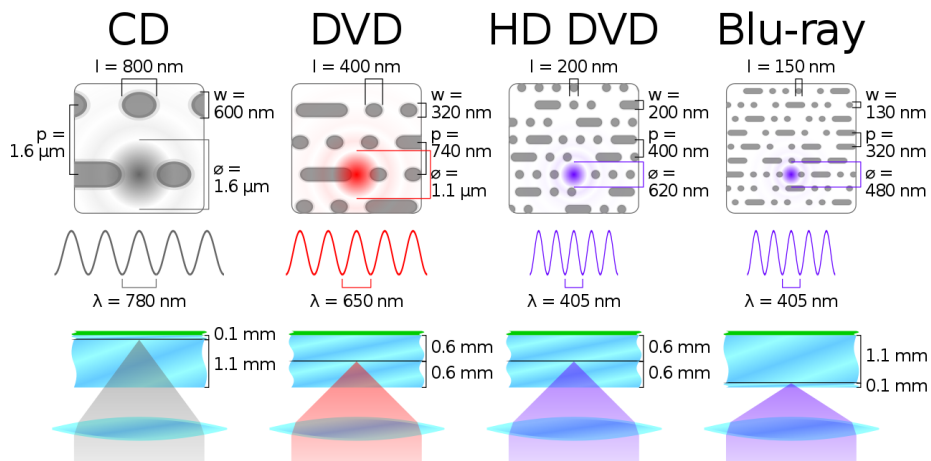 CD
DVD
HD DVD
Blu-ray
l = 800 nm
l = 400 nm
l = 200 nm
l = 150 nm
w =
600 nm
p =
1.6 µm
ø =
1.6 µm
w =
320 nm
p =
740 nm
ø =
1.1 µm
w =
200 nm
p =
400 nm
ø =
620 nm
w =
130 nm
p =
320 nm
ø =
480 nm
λ = 780 nm
λ = 650 nm
λ = 405 nm
λ = 405 nm
0.1 mm
1.1 mm
0.6 mm
0.6 mm
0.6 mm
0.6 mm
1.1 mm
0.1 mm